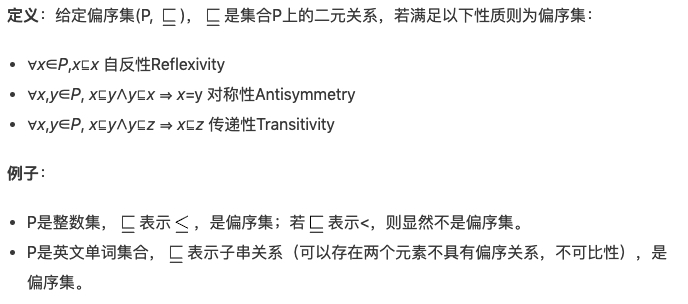 定义：给定偏序集(P, ⊑)， ⊑ 是集合P上的二元关系，若满足以下性质则为偏序集：
• ∀x∈P,x⊑x 自反性Reflexivity
• ∀x,y∈P, x⊑y∧y⊑x ⇒ x=y 对称性Antisymmetry
• ∀x,y∈P, x⊑y∧y⊑z ⇒ x⊑z 传递性Transitivity
例子：
• P是整数集， ⊑ 表示 ≤ ，是偏序集；若 ⊑ 表示<，则显然不是偏序集。
• P是英文单词集合， ⊑ 表示子串关系（可以存在两个元素不具有偏序关系，不可比性），是
偏序集。